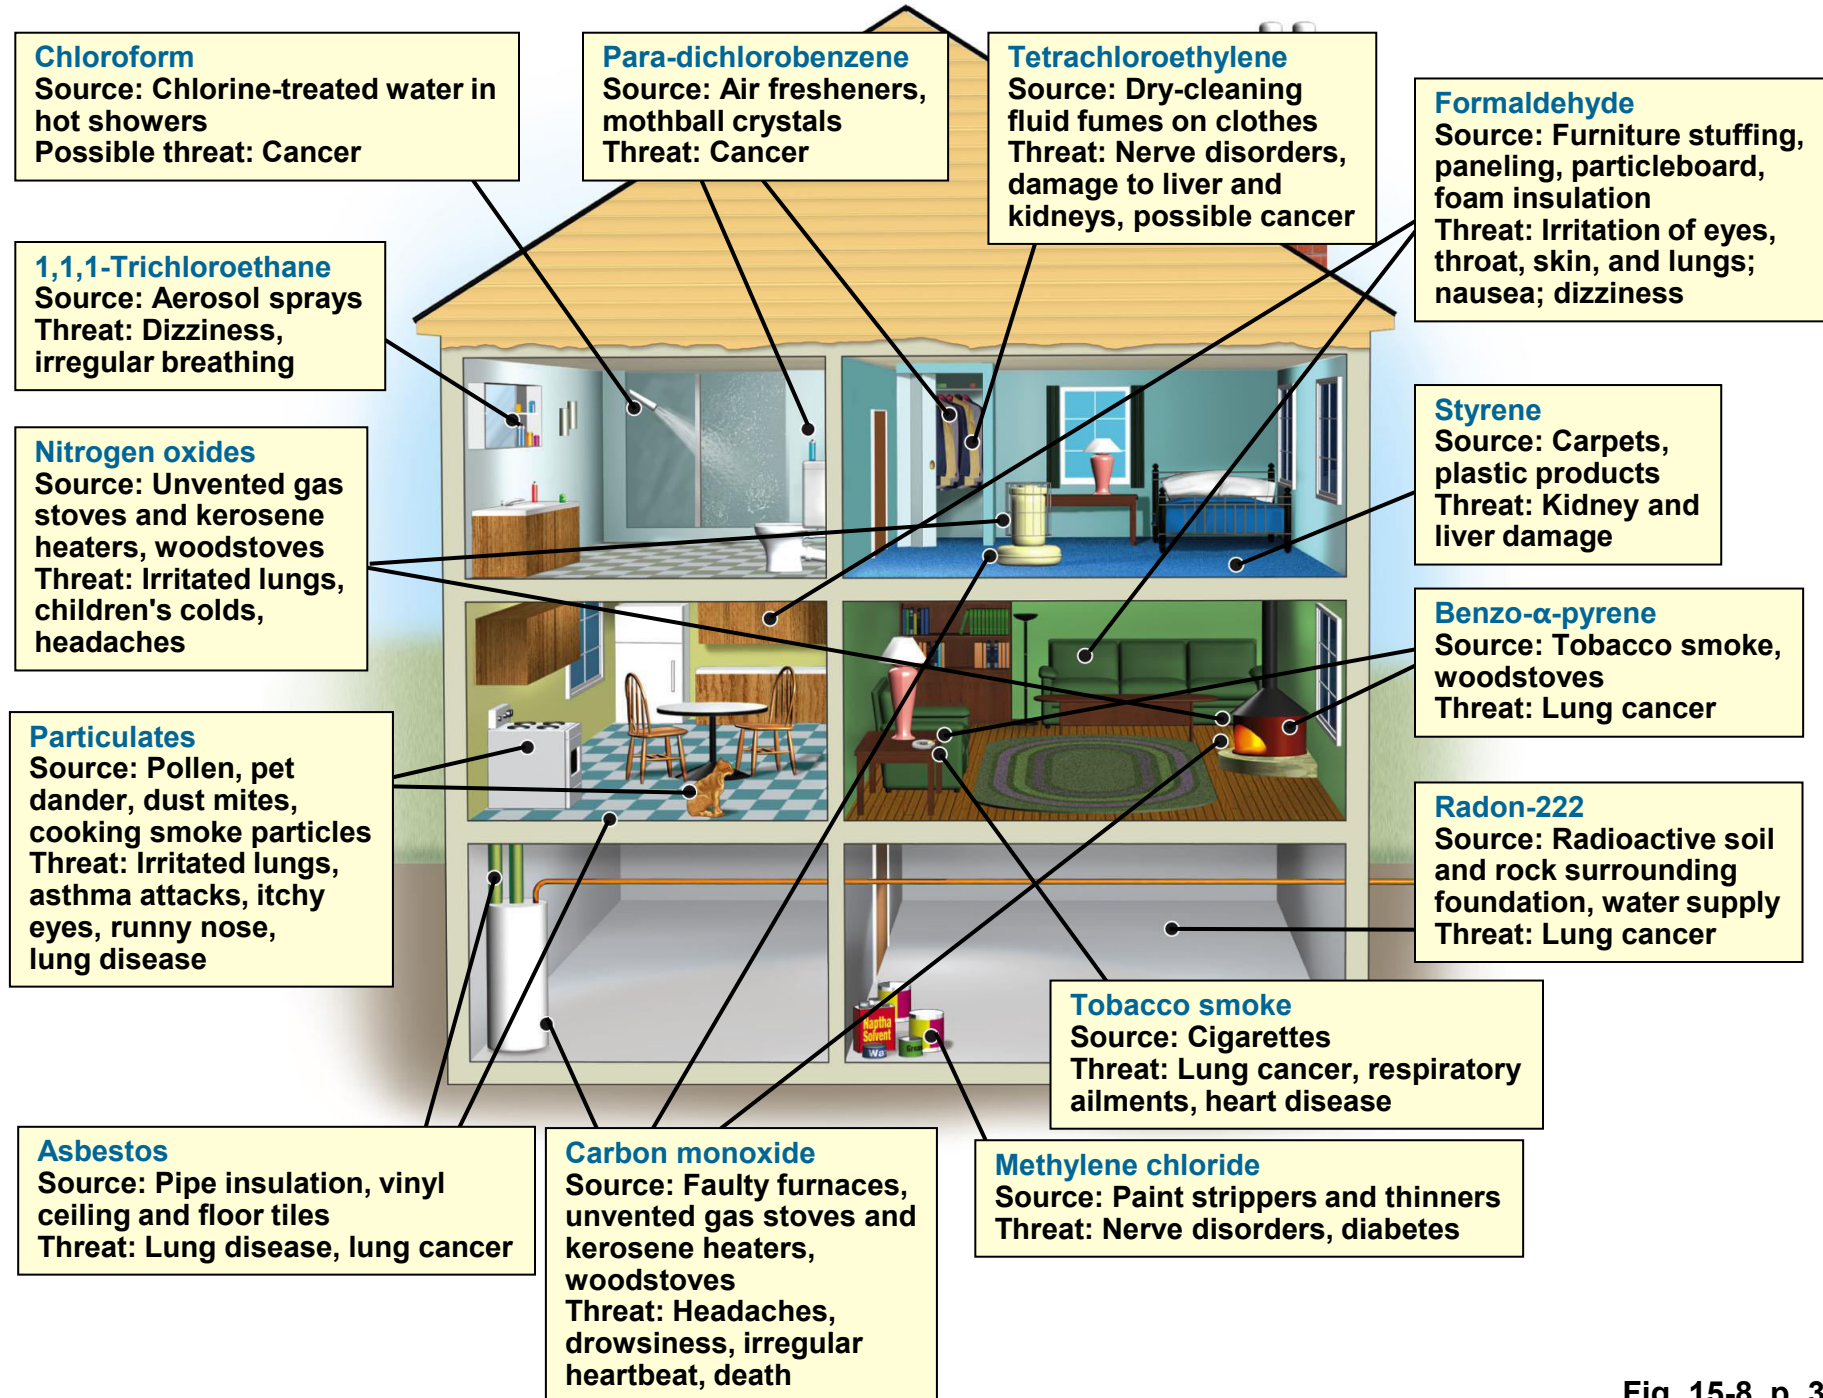 Chloroform
Source: Chlorine-treated water in
hot showers
Possible threat: Cancer
Para-dichlorobenzene
Source: Air fresheners,
mothball crystals
Threat: Cancer
Tetrachloroethylene
Source: Dry-cleaning
fluid fumes on clothes
Threat: Nerve disorders,
damage to liver and
kidneys, possible cancer
Formaldehyde
Source: Furniture stuffing,
paneling, particleboard,
foam insulation
Threat: Irritation of eyes,
throat, skin, and lungs;
nausea; dizziness
1,1,1-Trichloroethane
Source: Aerosol sprays
Threat: Dizziness,
irregular breathing
Styrene
Source: Carpets,
plastic products
Threat: Kidney and
liver damage
Nitrogen oxides
Source: Unvented gas
stoves and kerosene
heaters, woodstoves
Threat: Irritated lungs,
children's colds,
headaches
Benzo-α-pyrene
Source: Tobacco smoke,
woodstoves
Threat: Lung cancer
Particulates
Source: Pollen, pet
dander, dust mites,
cooking smoke particles
Threat: Irritated lungs,
asthma attacks, itchy
eyes, runny nose,
lung disease
Radon-222
Source: Radioactive soil
and rock surrounding
foundation, water supply
Threat: Lung cancer
Naptha
Solvent
Wa
Tobacco smoke
Source: Cigarettes
Threat: Lung cancer, respiratory
ailments, heart disease
Asbestos
Source: Pipe insulation, vinyl
ceiling and floor tiles
Threat: Lung disease, lung cancer
Carbon monoxide
Source: Faulty furnaces,
unvented gas stoves and
kerosene heaters,
woodstoves
Threat: Headaches,
drowsiness, irregular
heartbeat, death
Methylene chloride
Source: Paint strippers and thinners
Threat: Nerve disorders, diabetes
Fig. 15-8, p. 3